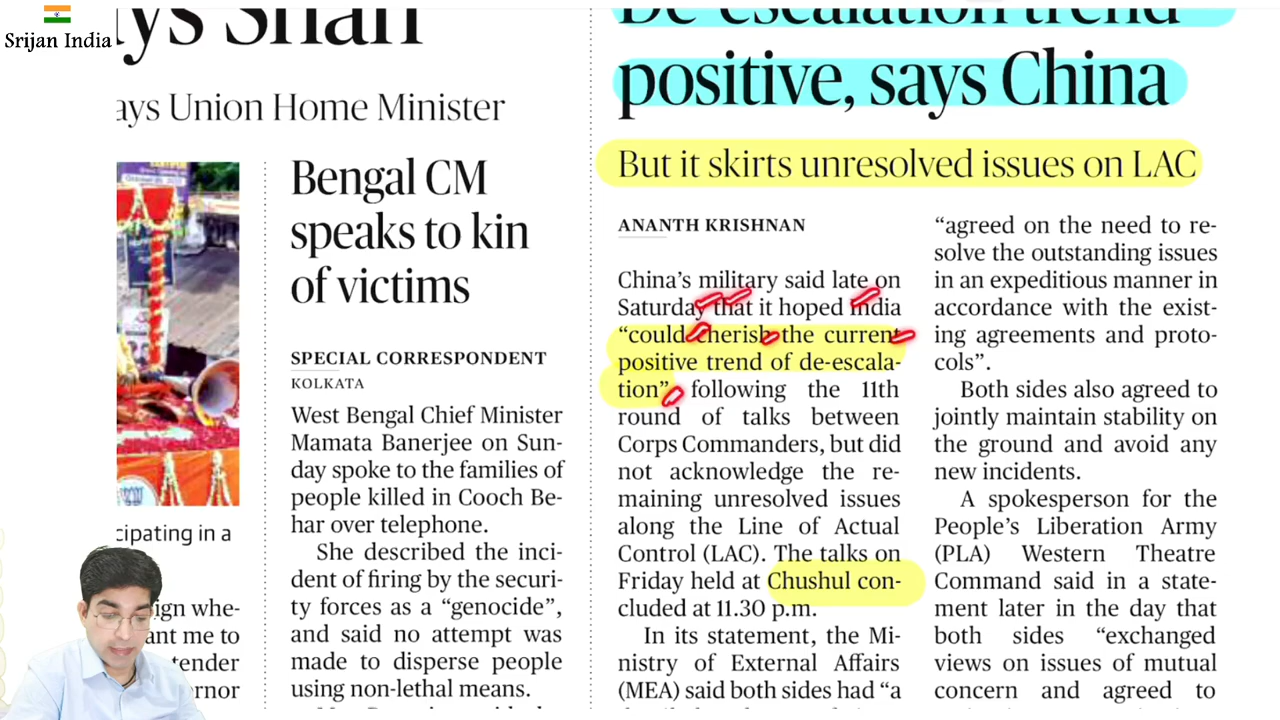 Srijan India
ays Shah
ays Union Home Minister
cipating in a
ign whe-
ant me to
tender
ernor
Bengal CM
speaks to kin
of victims
SPECIAL CORRESPONDENT
KOLKATA
West Bengal Chief Minister
Mamata Banerjee on Sun-
day spoke to the families of
people killed in Cooch Be-
har over telephone.
She described the inci-
dent of firing by the securi-
ty forces as a “genocide”,
and said no attempt was
made to disperse people
using non-lethal means.
De-escalation trend
positive, says China
But it skirts unresolved issues on LAC
ANANTH KRISHNAN
China’s military said late on
Saturday that it hoped India
“could cherish the current
positive trend of de-escala-
tion”, following the 11th
round of talks between
Corps Commanders, but did
not acknowledge the re-
maining unresolved issues
along the Line of Actual
Control (LAC). The talks on
Friday held at Chushul con-
cluded at 11.30 p.m.
In its statement, the Mi-
nistry of External Affairs
(MEA) said both sides had “a
“agreed on the need to re-
solve the outstanding issues
in an expeditious manner in
accordance with the exist-
ing agreements and proto-
cols”.
Both sides also agreed to
jointly maintain stability on
the ground and avoid any
new incidents.
A spokesperson for the
People’s Liberation Army
(PLA) Western Theatre
Command said in a state-
ment later in the day that
both sides “exchanged
views on issues of mutual
concern and agreed to